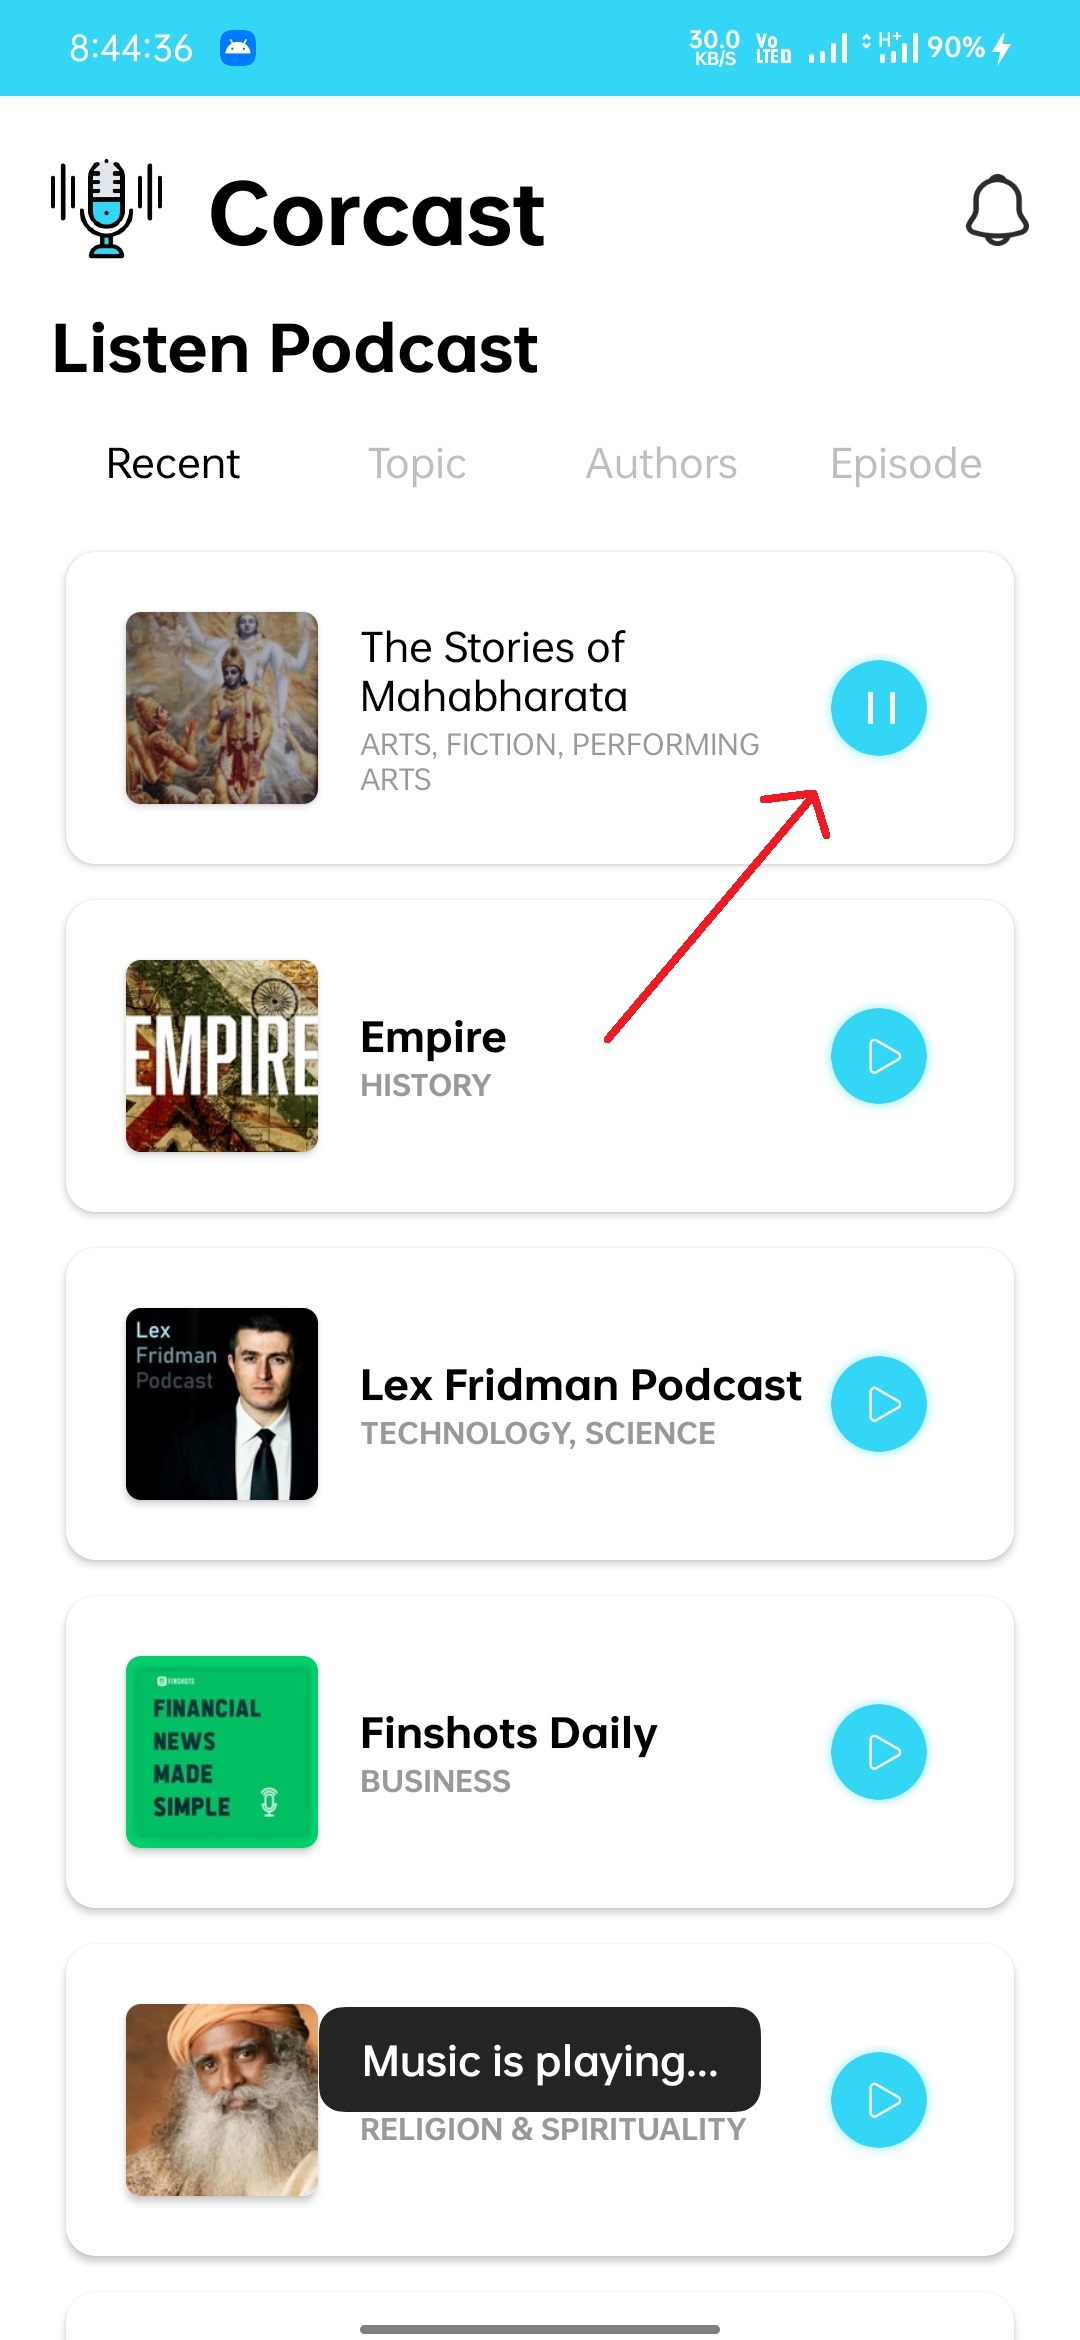 8:44:36
30.0
KB/S
Vo
LTED
H+
90%
Corcast
Listen Podcast
Recent
Topic
Authors
Episode
The Stories of
Mahabharata
ARTS, FICTION, PERFORMING
ARTS
EMPIRE
Empire
HISTORY
Lex
Fridman
Podcast
Lex Fridman Podcast
TECHNOLOGY, SCIENCE
FINSHOTS
FINANCIAL
NEWS
MADE
SIMPLE
Finshots Daily
BUSINESS
Music is playing...
RELIGION & SPIRITUALITY